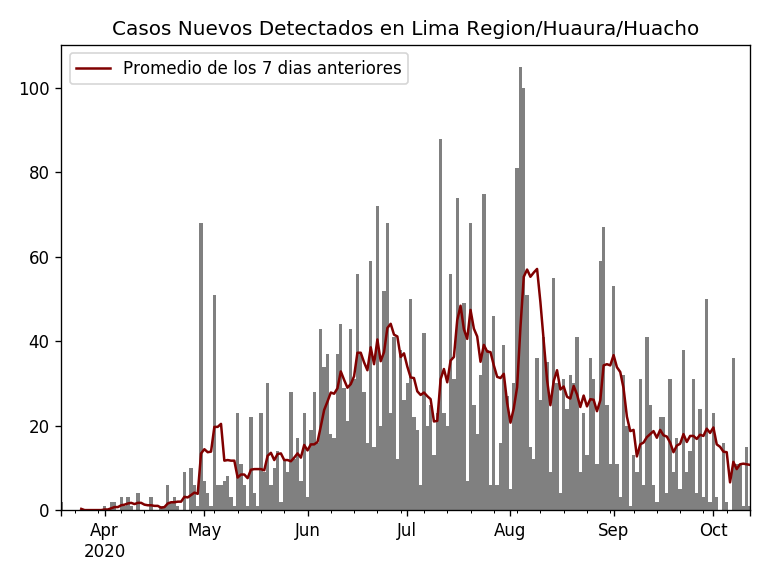 Casos Nuevos Detectados en Lima Region/Huaura/Huacho
Promedio de los 7 dias anteriores
100
80
60
40
20
0
Apr May Jun Jul Aug Sep Oct
2020